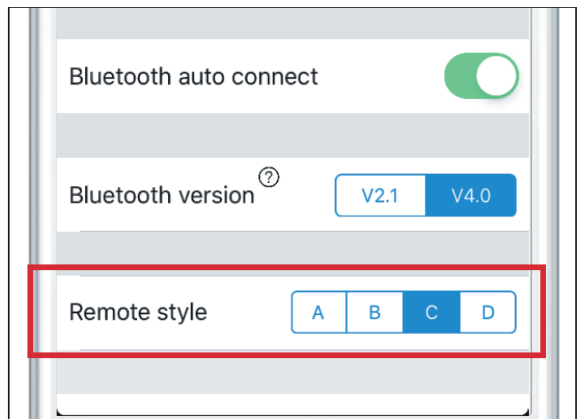 Bluetooth auto connect
Bluetooth version ? V2.1 V4.0
Remote style A B C D